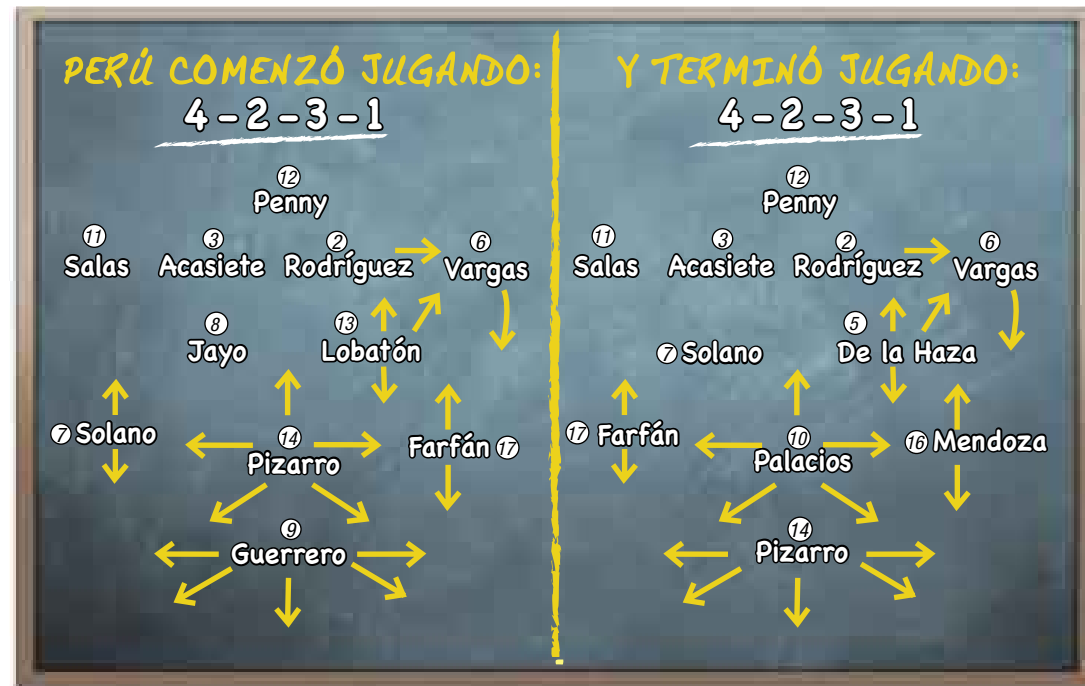 PERÚ COMENZÓ JUGANDO:
4-2-3-1
12
Penny
11 3 2 6
Salas Acasiete Rodríguez Vargas
8 13
Jayo Lobatón
7 Solano
14
Pizarro
Farfán 17
9
Guerrero
Y TERMINÓ JUGANDO:
4-2-3-1
12
Penny
11 3 2 6
Salas Acasiete Rodríguez Vargas
5
7 Solano De la Haza
17 Farfán
10
Palacios
16 Mendoza
14
Pizarro